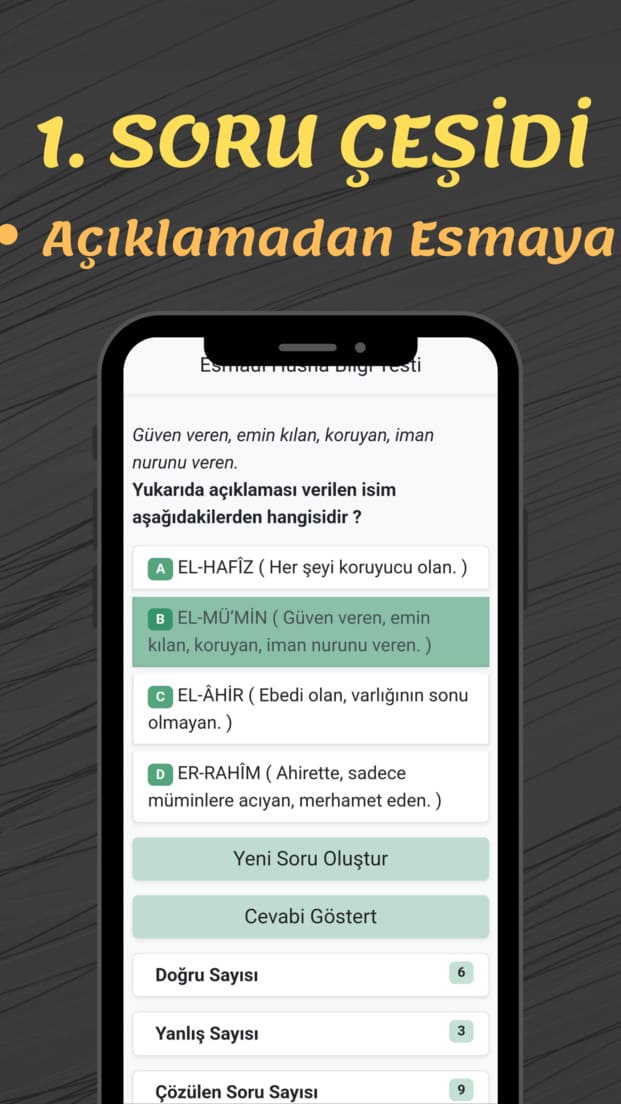 1. SORU ÇEŞİDİ
• Açıklamadan Esmaya
Esmaül Hüsna Bilgi Testi
Güven veren, emin kılan, koruyan, iman
nurunu veren.
Yukarıda açıklaması verilen isim
aşağıdakilerden hangisidir ?
A EL-HAFÎZ ( Her şeyi koruyucu olan. )
B EL-MÜ’MİN ( Güven veren, emin
kılan, koruyan, iman nurunu veren. )
C EL-ÂHİR ( Ebedi olan, varlığının sonu
olmayan. )
D ER-RAHÎM ( Ahirette, sadece
müminlere acıyan, merhamet eden. )
Yeni Soru Oluştur
Cevabi Göstert
Doğru Sayısı 6
Yanlış Sayısı 3
Çözülen Soru Sayısı 9